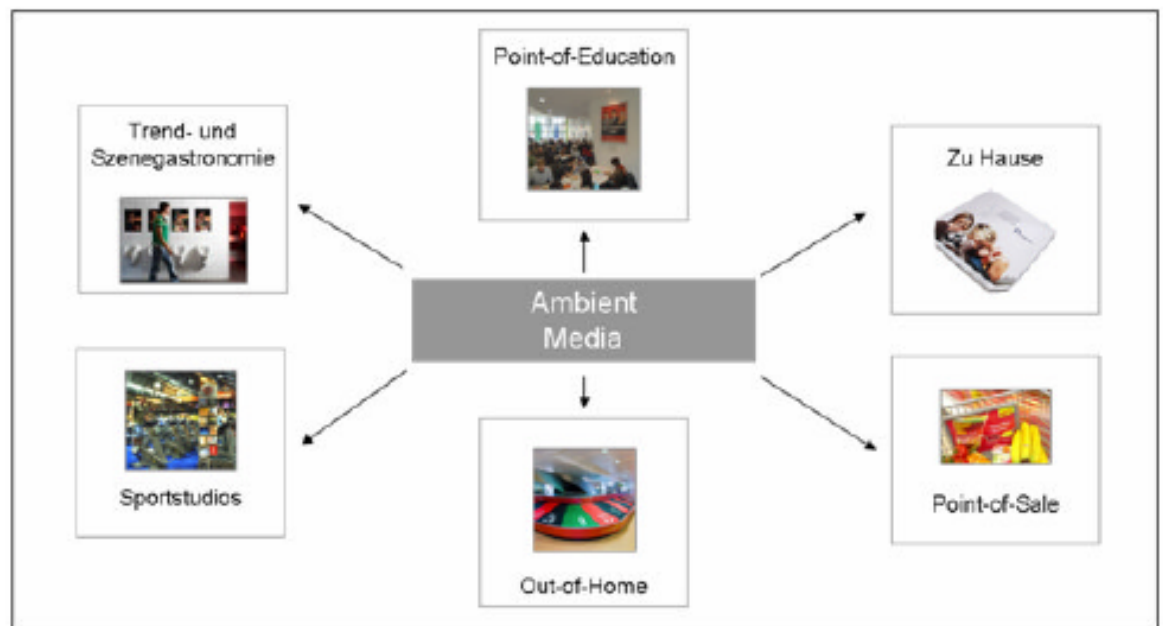 Point-of-Education
Trend- und
Szenegastronomie
Zu Hause
Ambient
Media
Sportstudios
Point-of-Sale
Out-of-Home